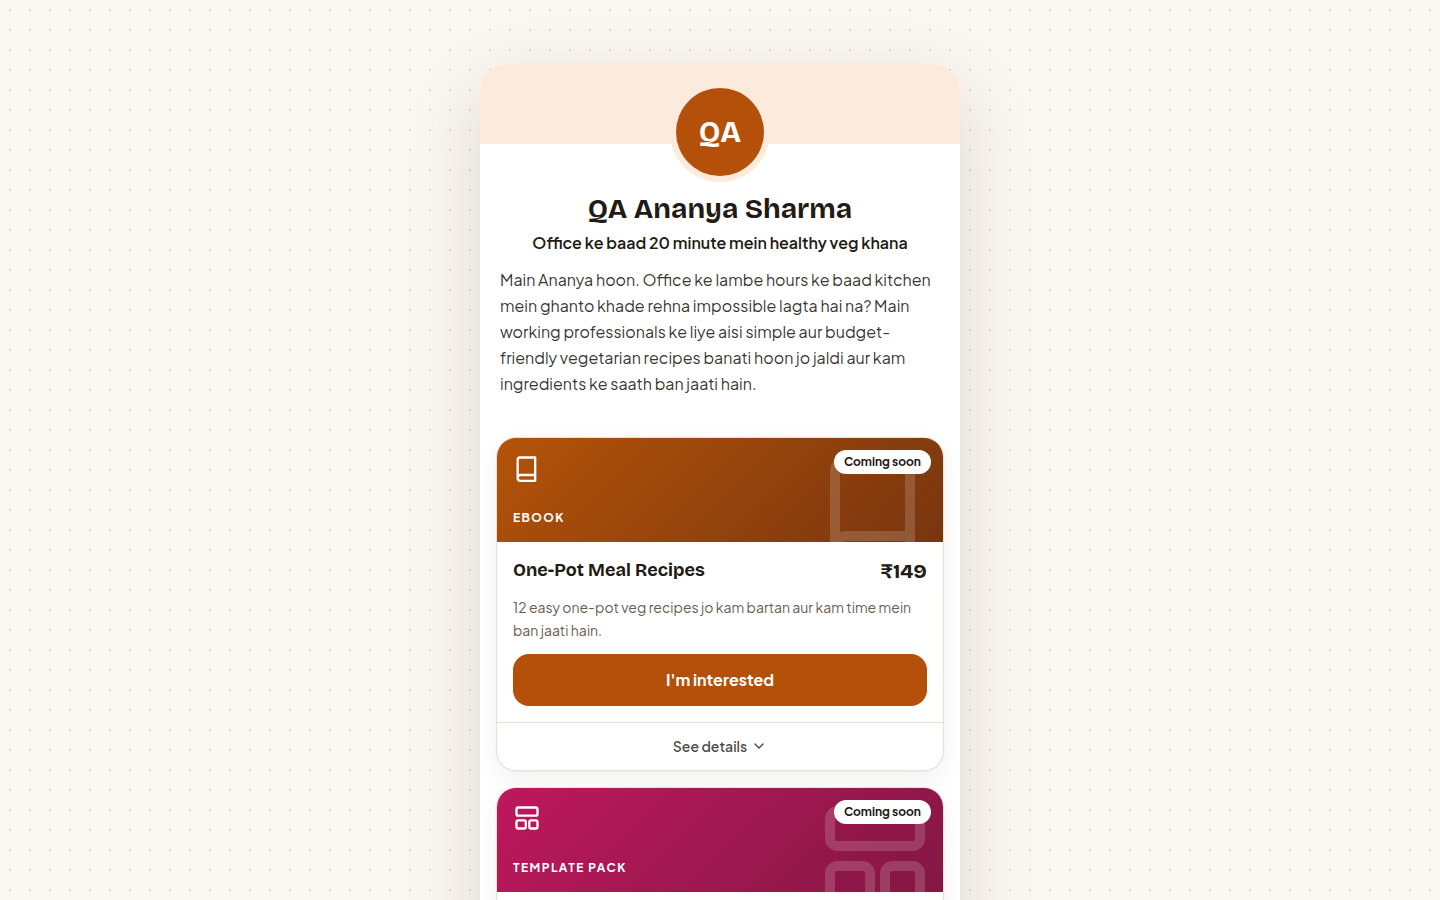 QA
QA Ananya Sharma
Office ke baad 20 minute mein healthy veg khana
Main Ananya hoon. Office ke lambe hours ke baad kitchen
mein ghanto khade rehna impossible lagta hai na? Main
working professionals ke liye aisi simple aur budget-
friendly vegetarian recipes banati hoon jo jaldi aur kam
ingredients ke saath ban jaati hain.
Coming soon
EBOOK
One-Pot Meal Recipes ₹149
12 easy one-pot veg recipes jo kam bartan aur kam time mein
ban jaati hain.
I'm interested
See details
Coming soon
TEMPLATE PACK